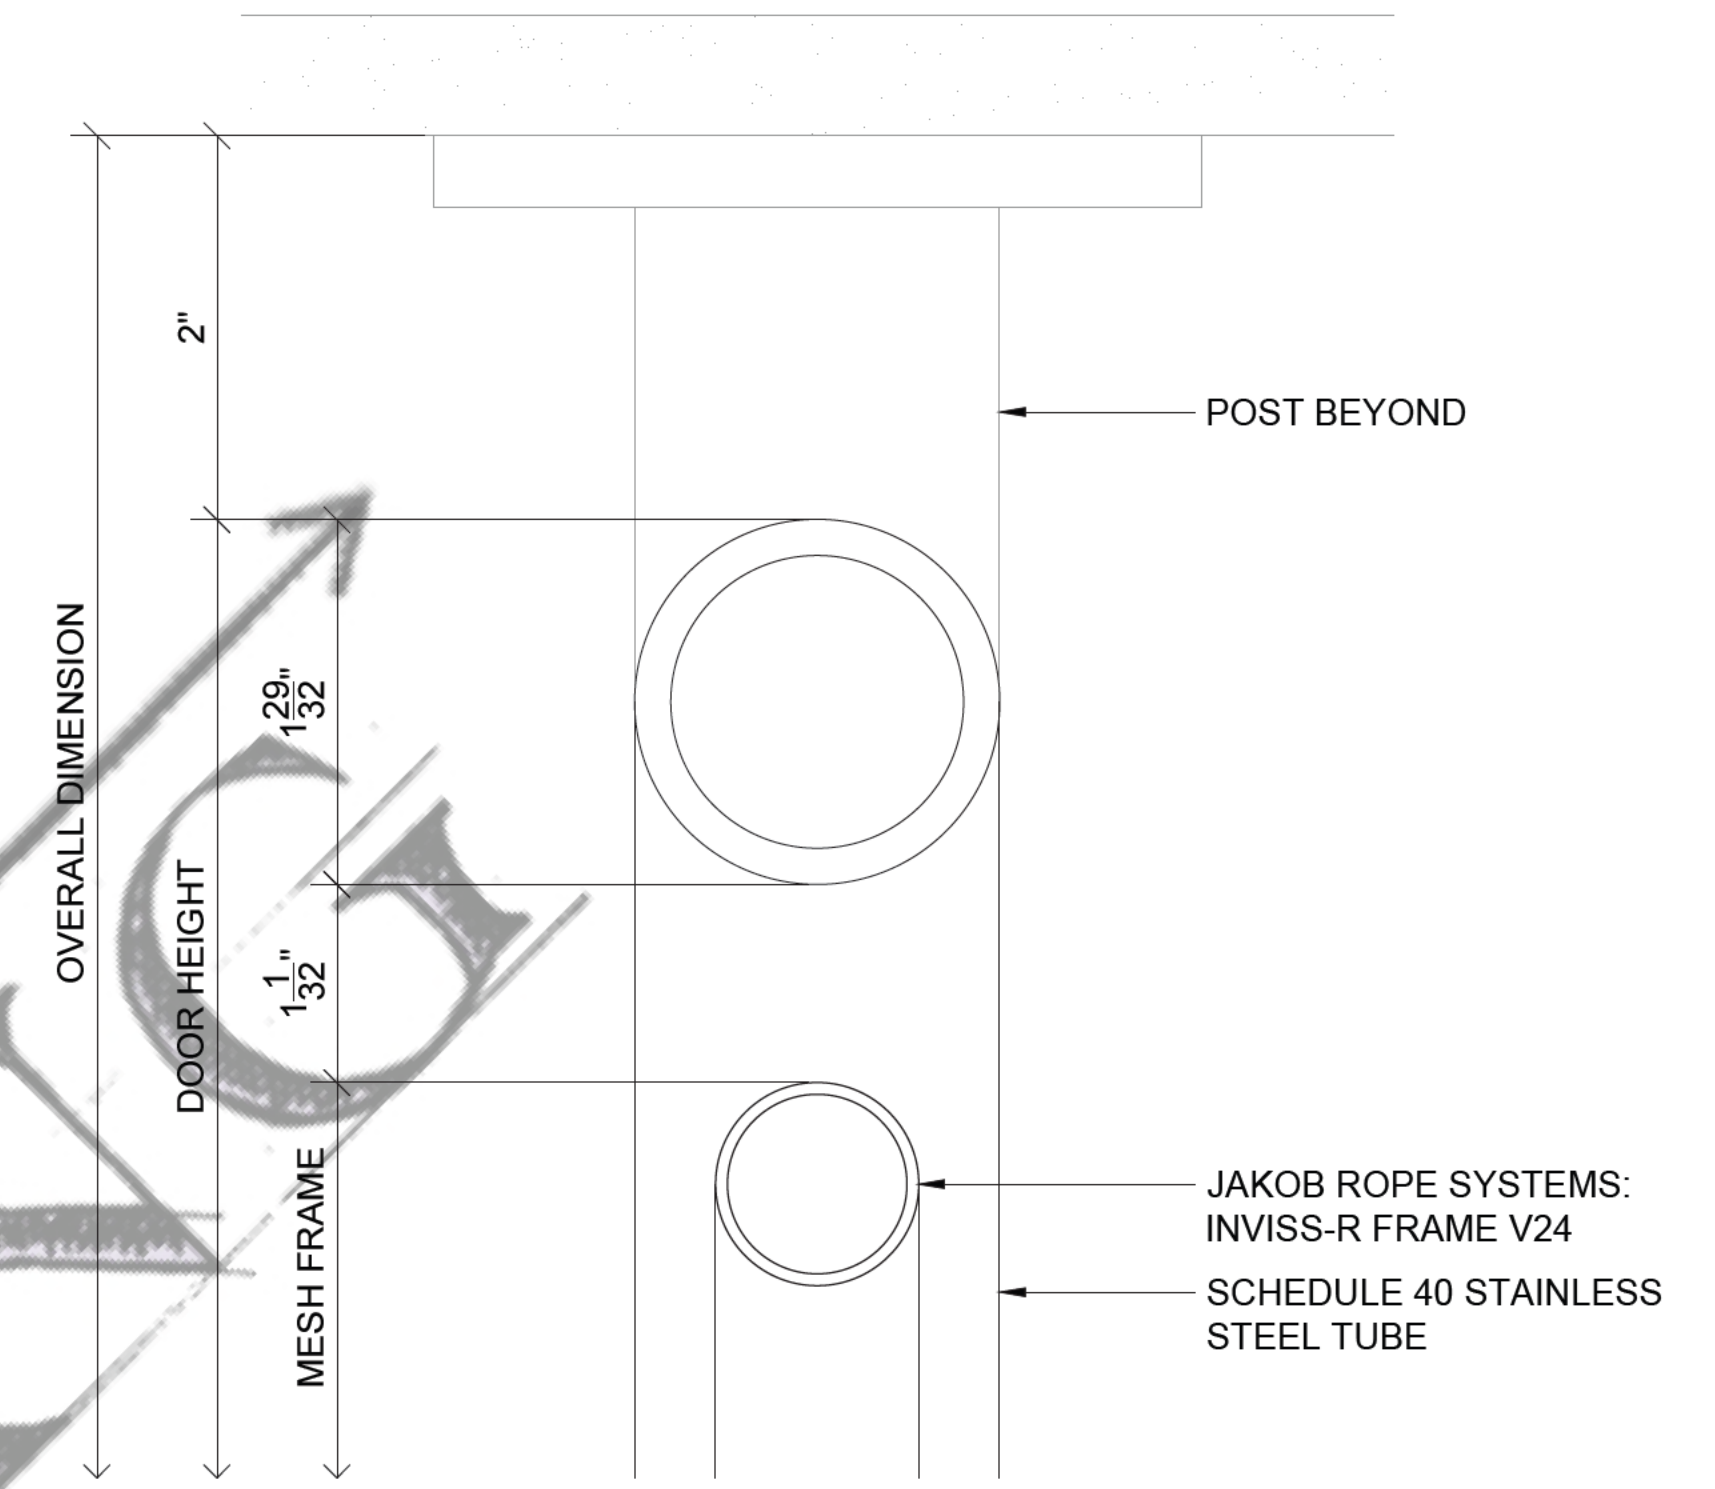 2"
POST BEYOND
OVERALL DIMENSION
1 29/32"
DOOR HEIGHT
1 1/32"
MESH FRAME
JAKOB ROPE SYSTEMS:
INVISS-R FRAME V24
SCHEDULE 40 STAINLESS
STEEL TUBE